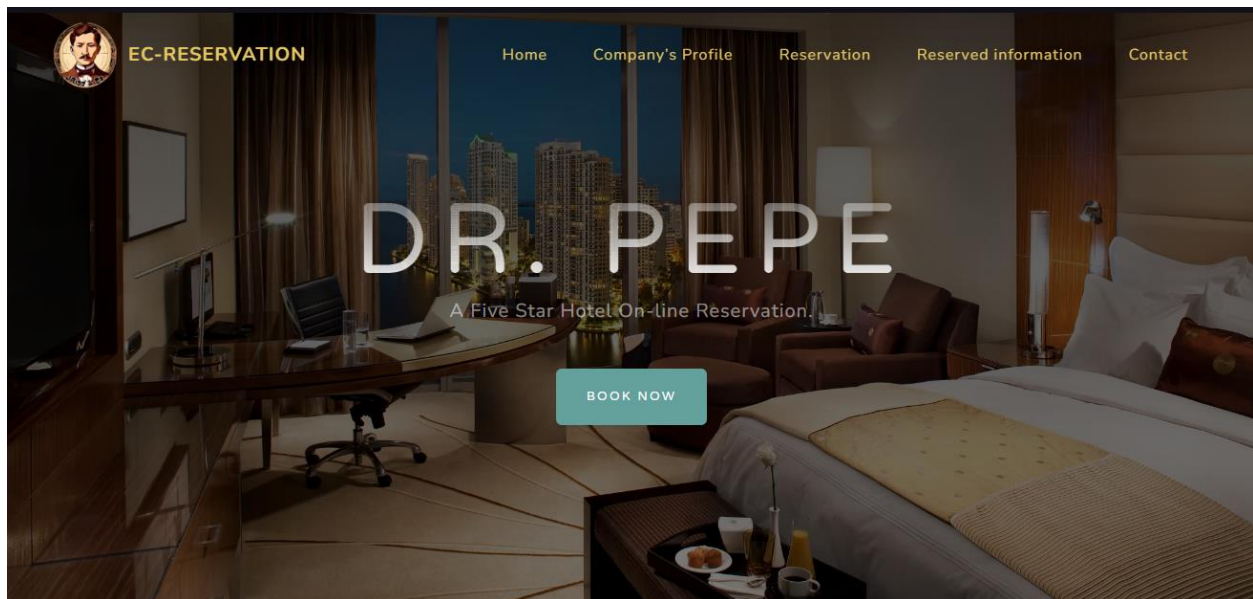 EC-RESERVATION
Home
Company's Profile
Reservation
Reserved information
Contact
DR. PEPE
A Five Star Hotel On-line Reservation.
BOOK NOW